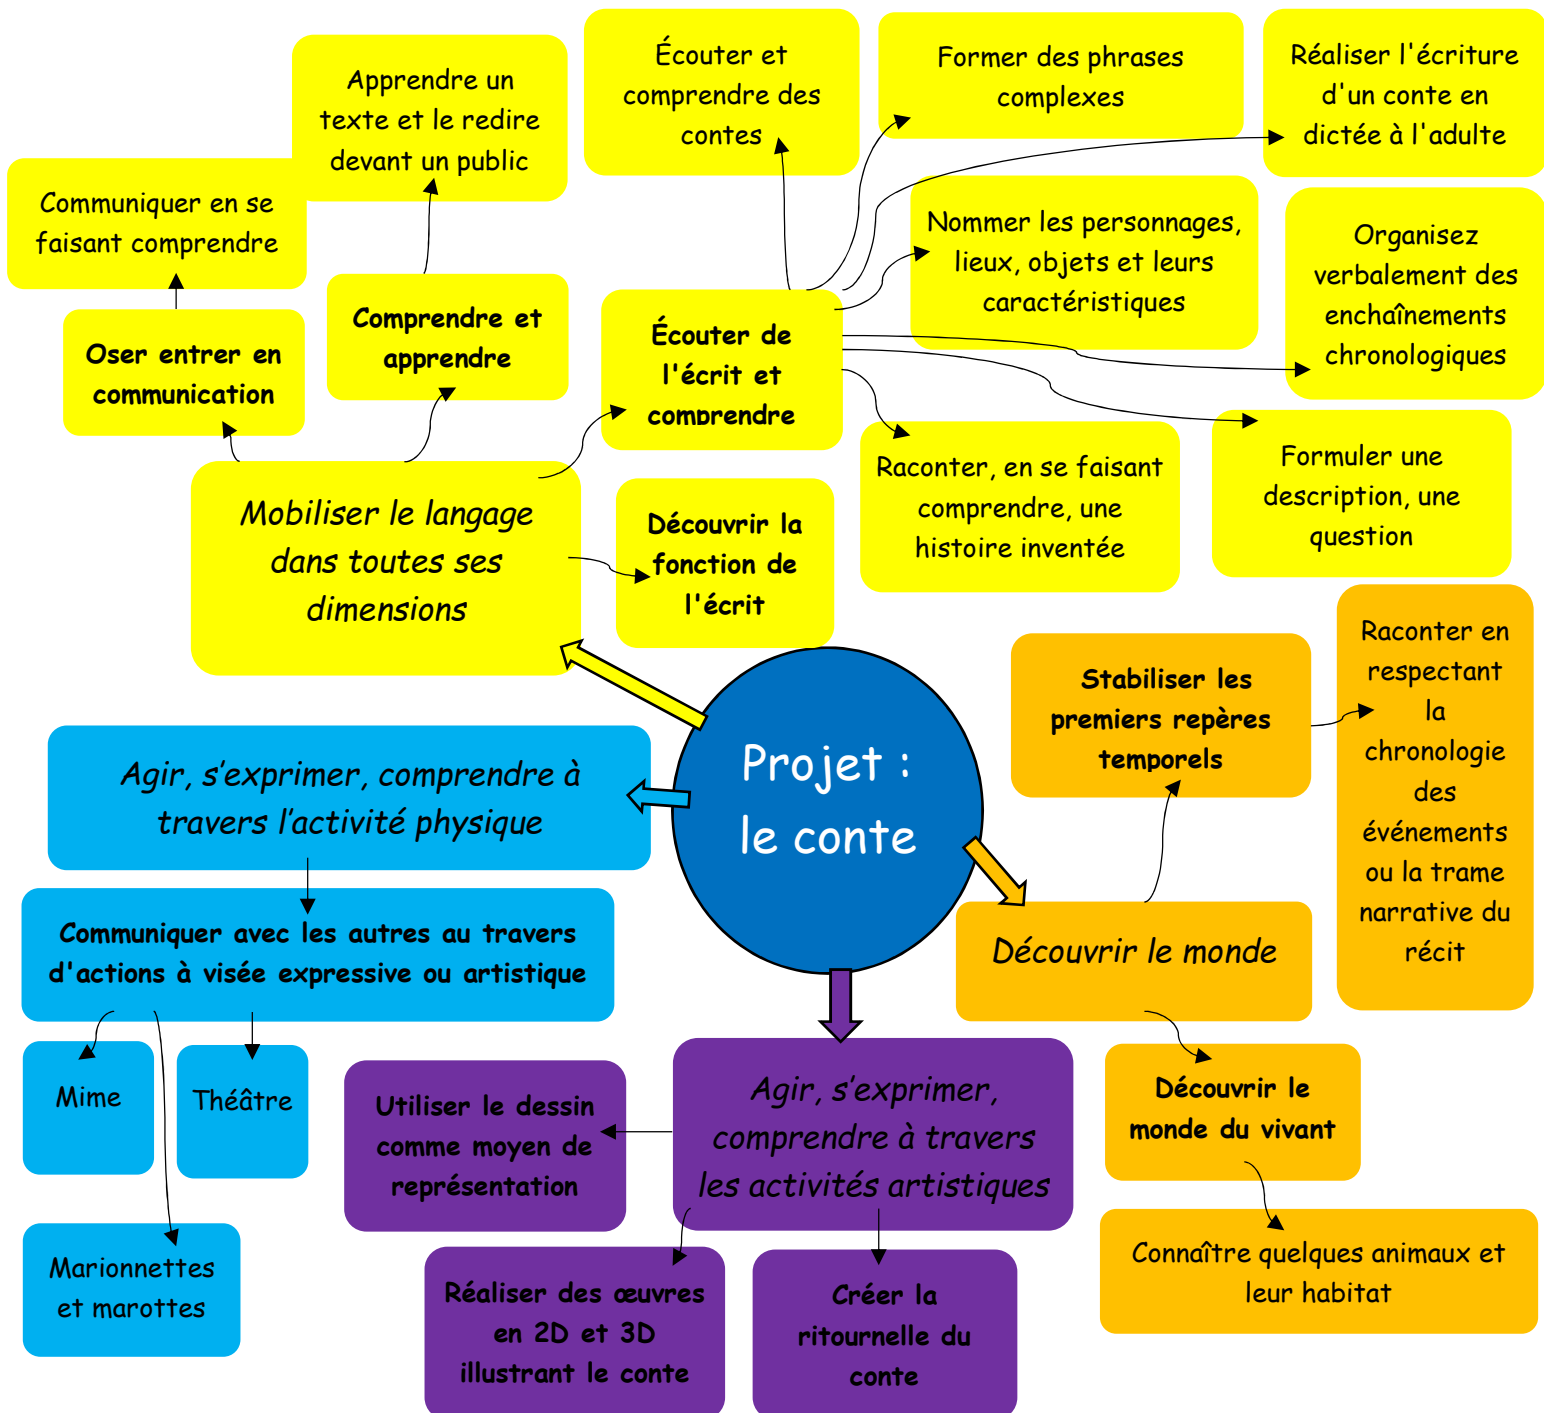 Écouter et
comprendre des
contes
Former des phrases
complexes
Réaliser l'écriture
d'un conte en
dictée à l'adulte
Apprendre un
texte et le redire
devant un public
Communiquer en se
faisant comprendre
Nommer les personnages,
lieux, objets et leurs
caractéristiques
Organisez
verbalement des
enchaînements
chronologiques
Oser entrer en
communication
Comprendre et
apprendre
Écouter de
l'écrit et
comprendre
Raconter, en se faisant
comprendre, une
histoire inventée
Formuler une
description, une
question
Mobiliser le langage
dans toutes ses
dimensions
Découvrir la
fonction de
l'écrit
Projet :
le conte
Stabiliser les
premiers repères
temporels
Raconter en
respectant
la
chronologie
des
événements
ou la trame
narrative du
récit
Agir, s’exprimer, comprendre à
travers l’activité physique
Communiquer avec les autres au travers
d'actions à visée expressive ou artistique
Mime
Théâtre
Marionnettes
et marottes
Découvrir le monde
Découvrir le
monde du vivant
Connaître quelques animaux et
leur habitat
Agir, s’exprimer,
comprendre à travers
les activités artistiques
Utiliser le dessin
comme moyen de
représentation
Réaliser des œuvres
en 2D et 3D
illustrant le conte
Créer la
ritournelle du
conte